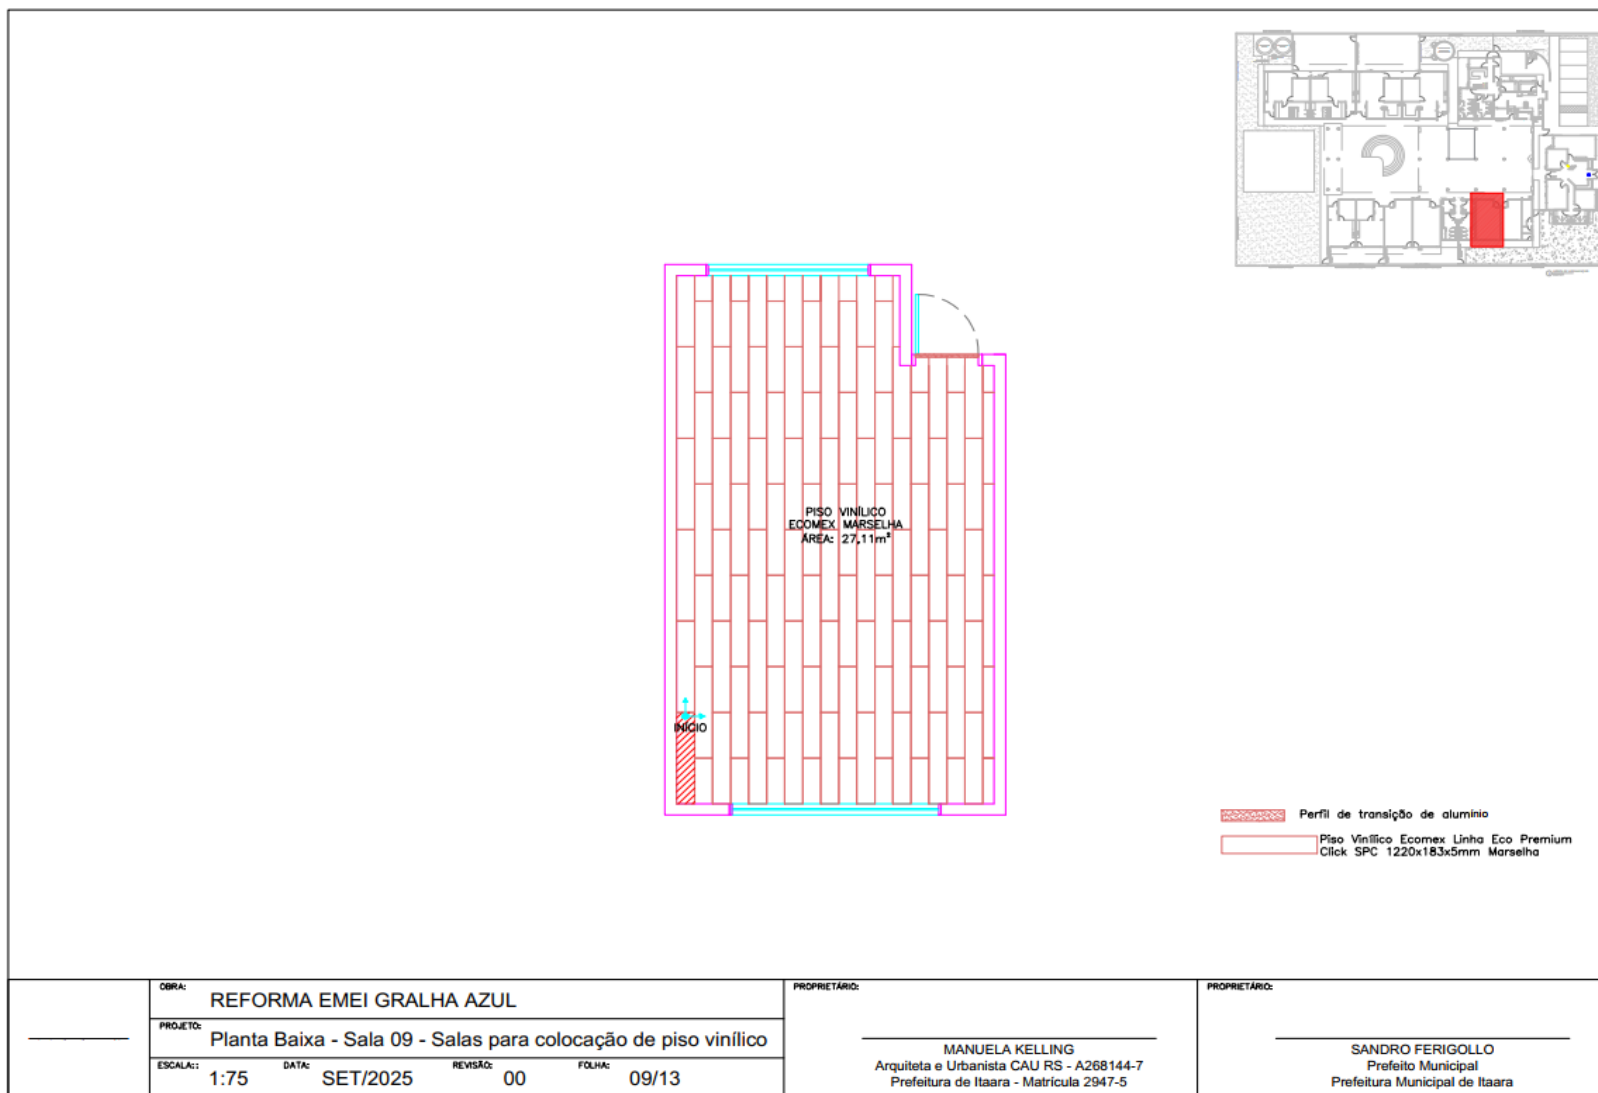 PISO VINÍLICO
ECOMEX MARSELHA
ÁREA: 27,11m²
INÍCIO
Perfil de transição de alumínio
Piso Vinílico Ecomex Linha Eco Premium
Click SPC 1220x183x5mm Marselha
OBRA:
REFORMA EMEI GRALHA AZUL
PROJETO:
Planta Baixa - Sala 09 - Salas para colocação de piso vinílico
ESCALA::
1:75
DATA:
SET/2025
REVISÃO:
00
FOLHA:
09/13
PROPRIETÁRIO:
MANUELA KELLING
Arquiteta e Urbanista CAU RS - A268144-7
Prefeitura de Itaara - Matrícula 2947-5
PROPRIETÁRIO:
SANDRO FERIGOLLO
Prefeito Municipal
Prefeitura Municipal de Itaara